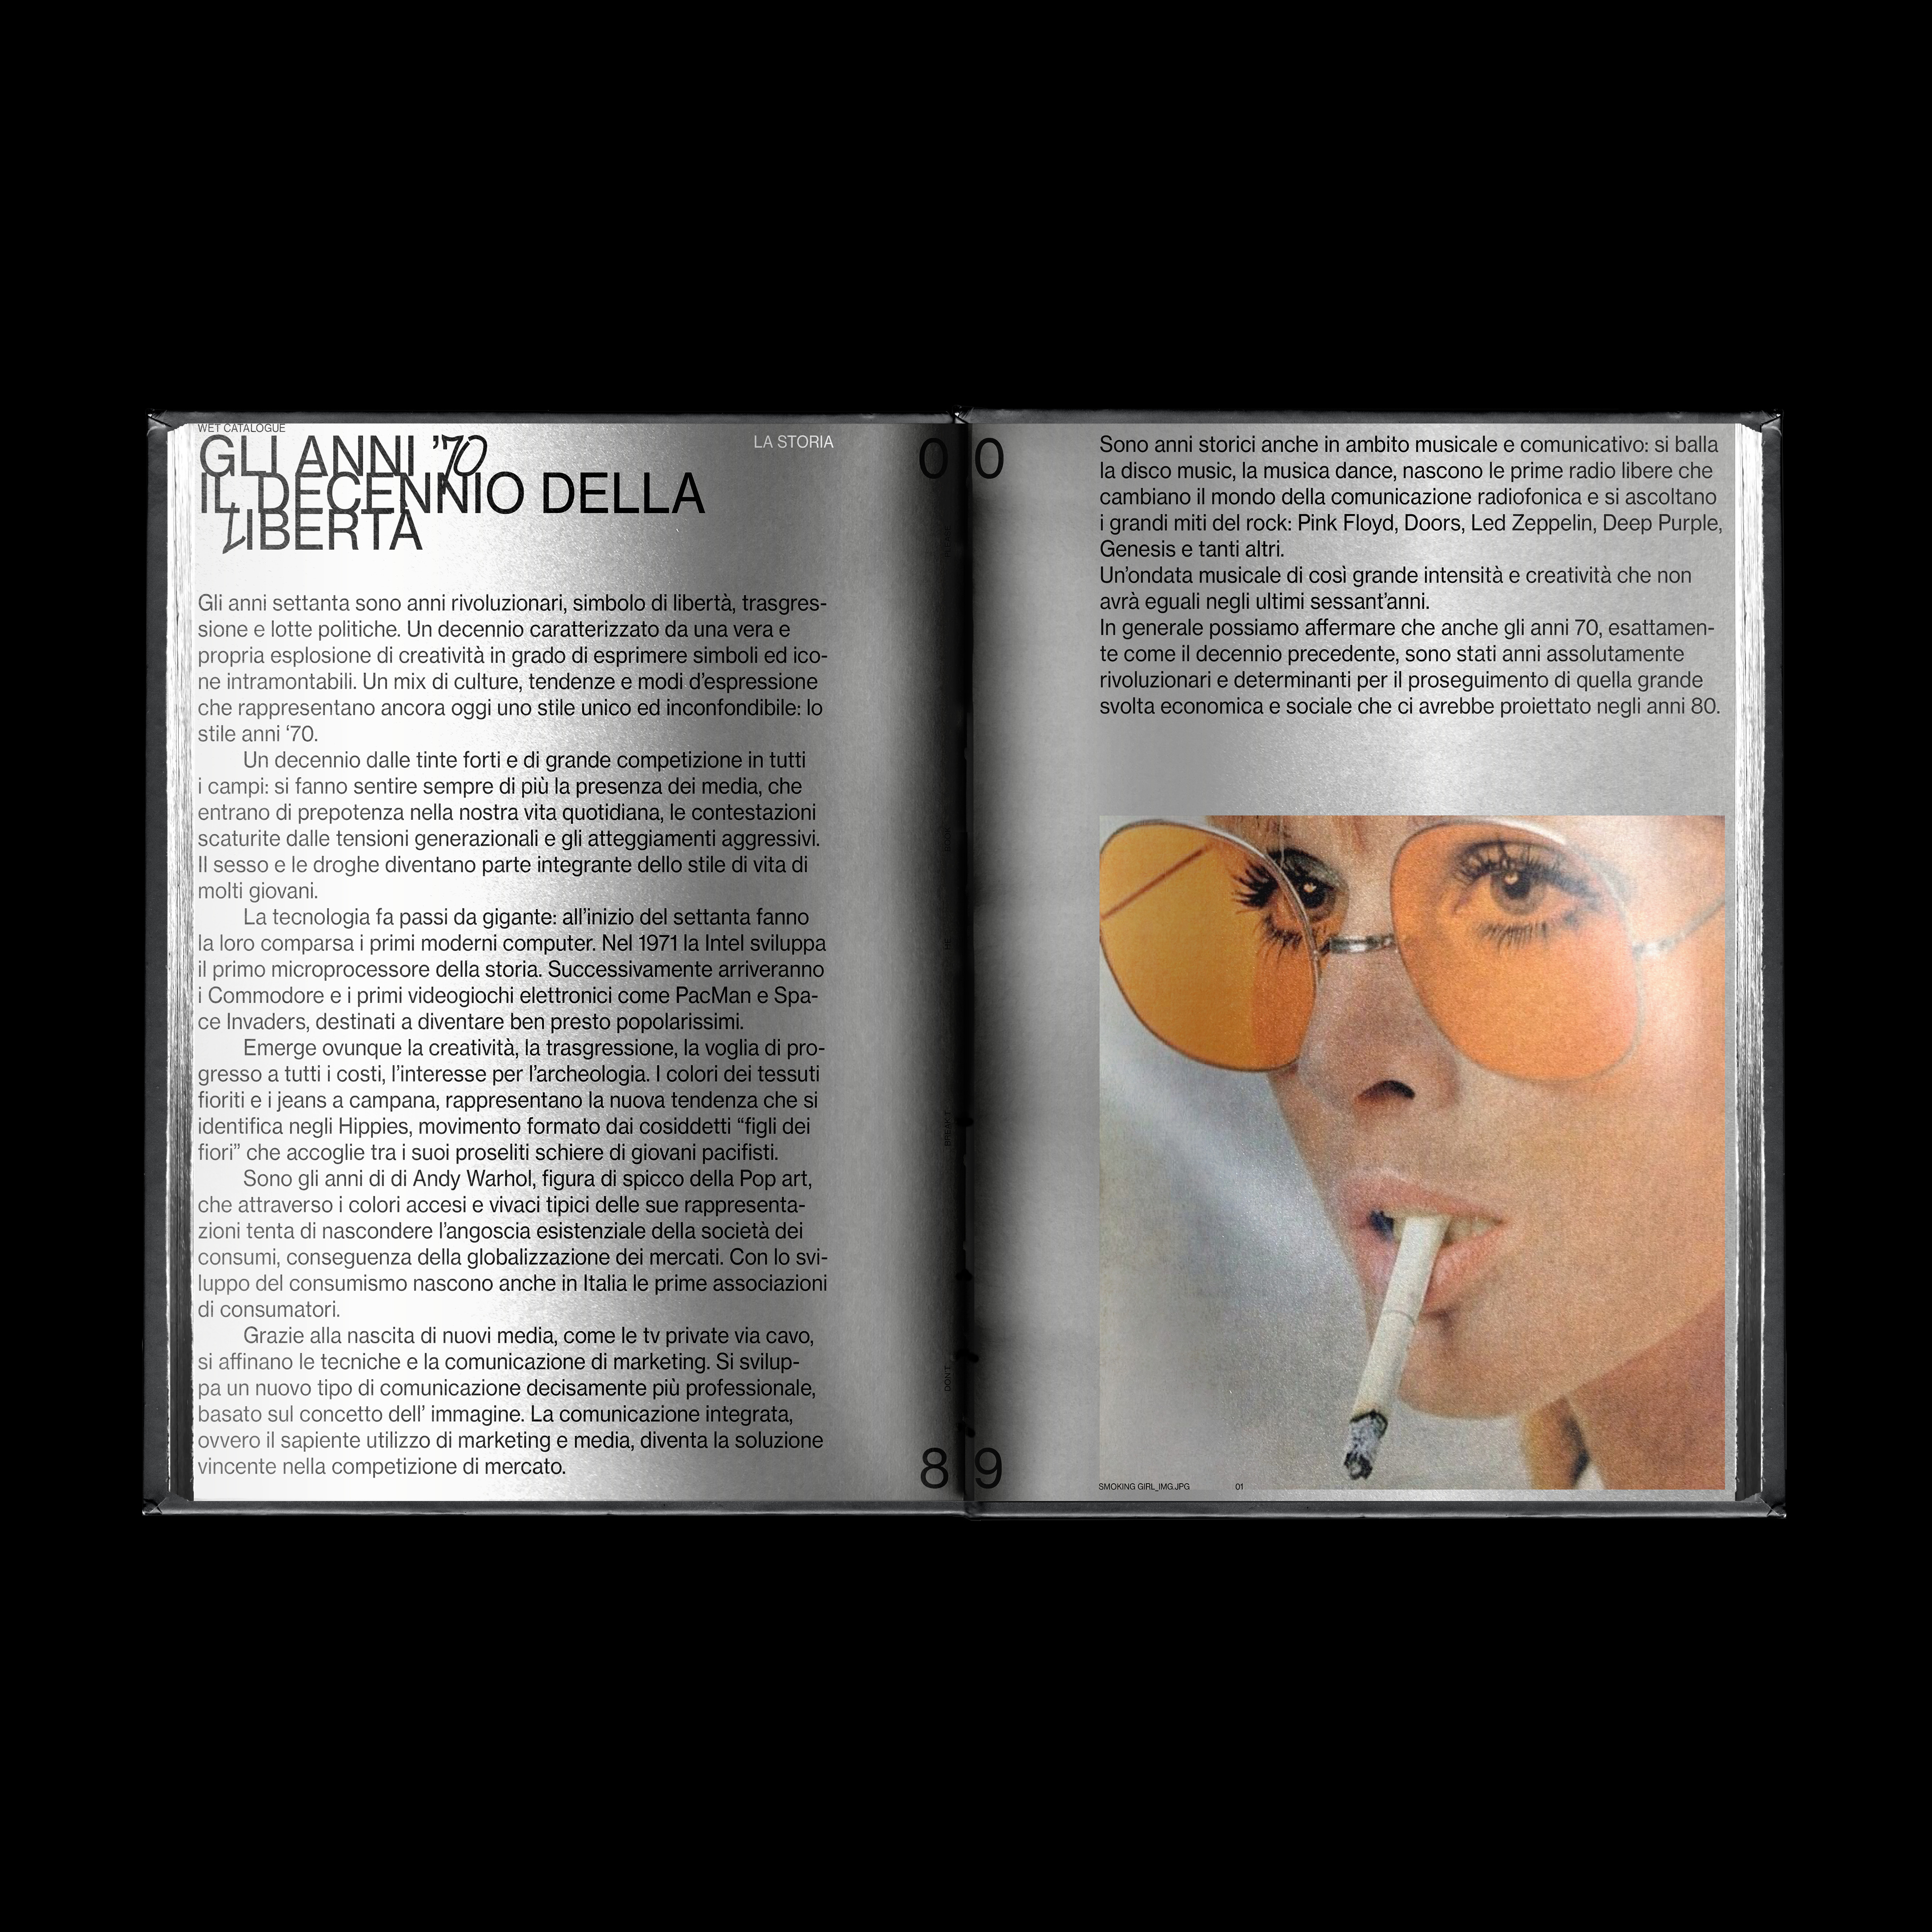 WET CATALOGUE
GLI ANNI '70
IL DECENNIO DELLA
LIBERTÀ
LA STORIA
0
Gli anni settanta sono anni rivoluzionari, simbolo di libertà, trasgres-
sione e lotte politiche. Un decennio caratterizzato da una vera e
propria esplosione di creatività in grado di esprimere simboli ed ico-
ne intramontabili. Un mix di culture, tendenze e modi d’espressione
che rappresentano ancora oggi uno stile unico ed inconfondibile: lo
stile anni ‘70.
Un decennio dalle tinte forti e di grande competizione in tutti
i campi: si fanno sentire sempre di più la presenza dei media, che
entrano di prepotenza nella nostra vita quotidiana, le contestazioni
scaturite dalle tensioni generazionali e gli atteggiamenti aggressivi.
Il sesso e le droghe diventano parte integrante dello stile di vita di
molti giovani.
La tecnologia fa passi da gigante: all’inizio del settanta fanno
la loro comparsa i primi moderni computer. Nel 1971 la Intel sviluppa
il primo microprocessore della storia. Successivamente arriveranno
i Commodore e i primi videogiochi elettronici come PacMan e Spa-
ce Invaders, destinati a diventare ben presto popolarissimi.
Emerge ovunque la creatività, la trasgressione, la voglia di pro-
gresso a tutti i costi, l’interesse per l’archeologia. I colori dei tessuti
fioriti e i jeans a campana, rappresentano la nuova tendenza che si
identifica negli Hippies, movimento formato dai cosiddetti “figli dei
fiori” che accoglie tra i suoi proseliti schiere di giovani pacifisti.
Sono gli anni di di Andy Warhol, figura di spicco della Pop art,
che attraverso i colori accesi e vivaci tipici delle sue rappresenta-
zioni tenta di nascondere l’angoscia esistenziale della società dei
consumi, conseguenza della globalizzazione dei mercati. Con lo svi-
luppo del consumismo nascono anche in Italia le prime associazioni
di consumatori.
Grazie alla nascita di nuovi media, come le tv private via cavo,
si affinano le tecniche e la comunicazione di marketing. Si svilup-
pa un nuovo tipo di comunicazione decisamente più professionale,
basato sul concetto dell’ immagine. La comunicazione integrata,
ovvero il sapiente utilizzo di marketing e media, diventa la soluzione
vincente nella competizione di mercato.
8
DON'T
BREAK
THE
0
Sono anni storici anche in ambito musicale e comunicativo: si balla
la disco music, la musica dance, nascono le prime radio libere che
cambiano il mondo della comunicazione radiofonica e si ascoltano
i grandi miti del rock: Pink Floyd, Doors, Led Zeppelin, Deep Purple,
Genesis e tanti altri.
Un’ondata musicale di così grande intensità e creatività che non
avrà eguali negli ultimi sessant’anni.
In generale possiamo affermare che anche gli anni 70, esattamen-
te come il decennio precedente, sono stati anni assolutamente
rivoluzionari e determinanti per il proseguimento di quella grande
svolta economica e sociale che ci avrebbe proiettato negli anni 80.
9
SMOKING GIRL_IMG.JPG 01